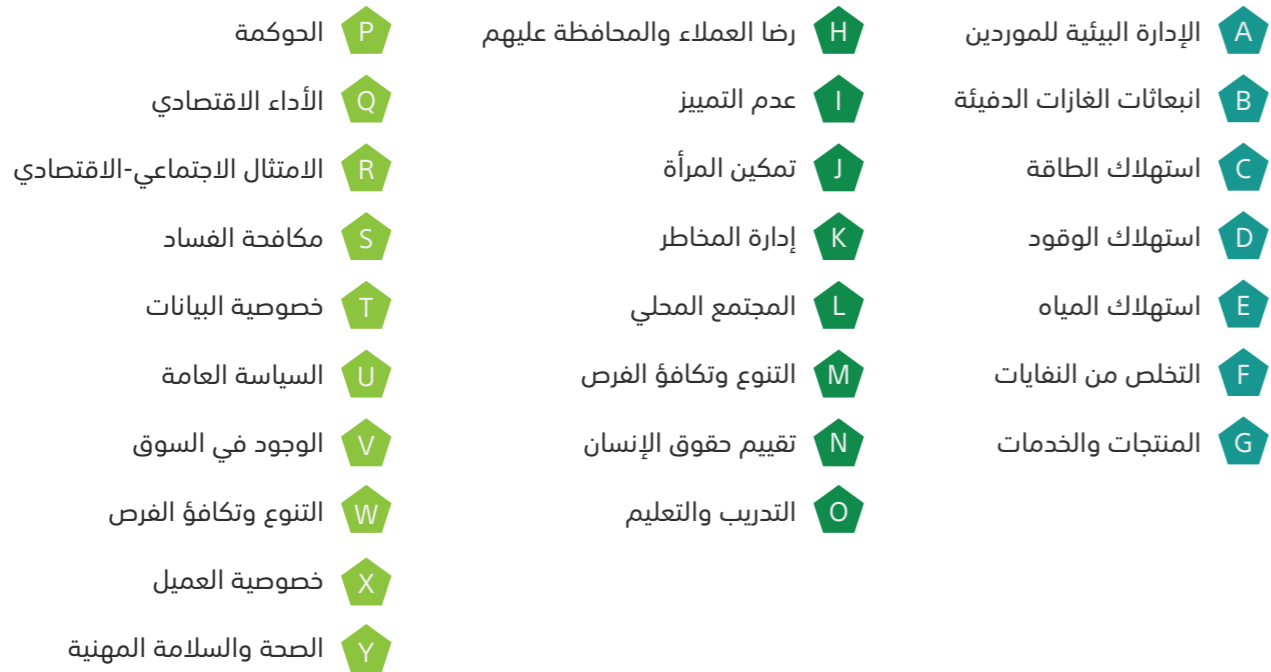 A الإدارة البيئية للموردين
B انبعاثات الغازات الدفيئة
C استهلاك الطاقة
D استهلاك الوقود
E استهلاك المياه
F التخلص من النفايات
G المنتجات والخدمات
H رضا العملاء والمحافظة عليهم
I عدم التمييز
J تمكين المرأة
K إدارة المخاطر
L المجتمع المحلي
M التنوع وتكافؤ الفرص
N تقييم حقوق الإنسان
O التدريب والتعليم
P الحوكمة
Q الأداء الاقتصادي
R الامتثال الاجتماعي-الاقتصادي
S مكافحة الفساد
T خصوصية البيانات
U السياسة العامة
V الوجود في السوق
W التنوع وتكافؤ الفرص
X خصوصية العميل
Y الصحة والسلامة المهنية